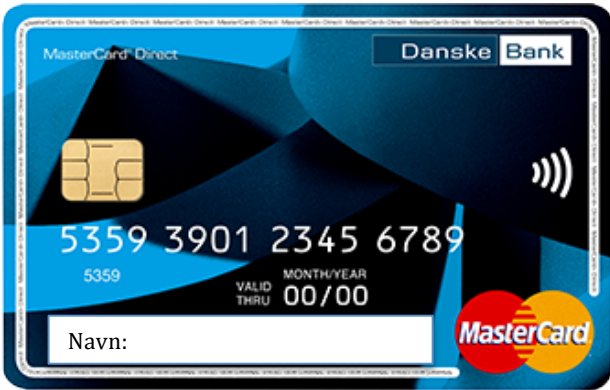 MasterCard® Direct
Danske Bank
5359 3901 2345 6789
5359
MONTH/YEAR
VALID THRU 00/00
Navn:
MasterCard